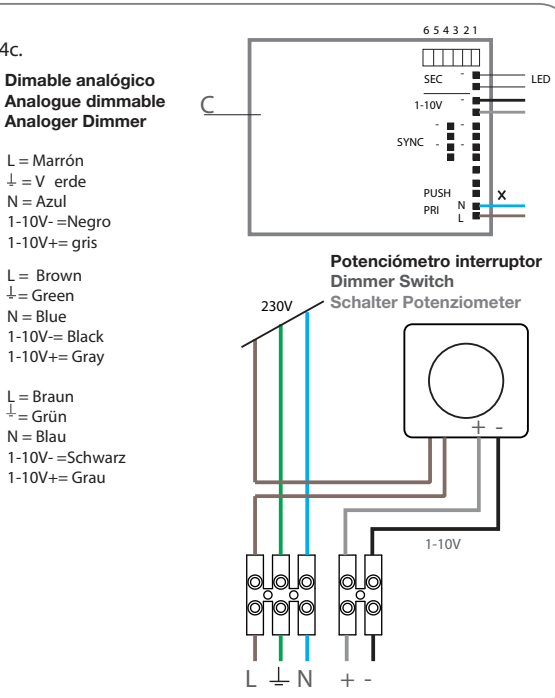 4c.
Dimable analógico
Analogue dimmable
Analoger Dimmer
L = Marrón
⏚ = V erde
N = Azul
1-10V- =Negro
1-10V+= gris
L = Brown
⏚= Green
N = Blue
1-10V-= Black
1-10V+= Gray
L = Braun
⏚= Grün
N = Blau
1-10V- =Schwarz
1-10V+= Grau
C
6 5 4 3 2 1
SEC -
LED
1-10V -
SYNC - - -
- -
PUSH
X
PRI N
L
Potenciómetro interruptor
Dimmer Switch
Schalter Potenziometer
230V
+ -
1-10V
L ⏚ N + -